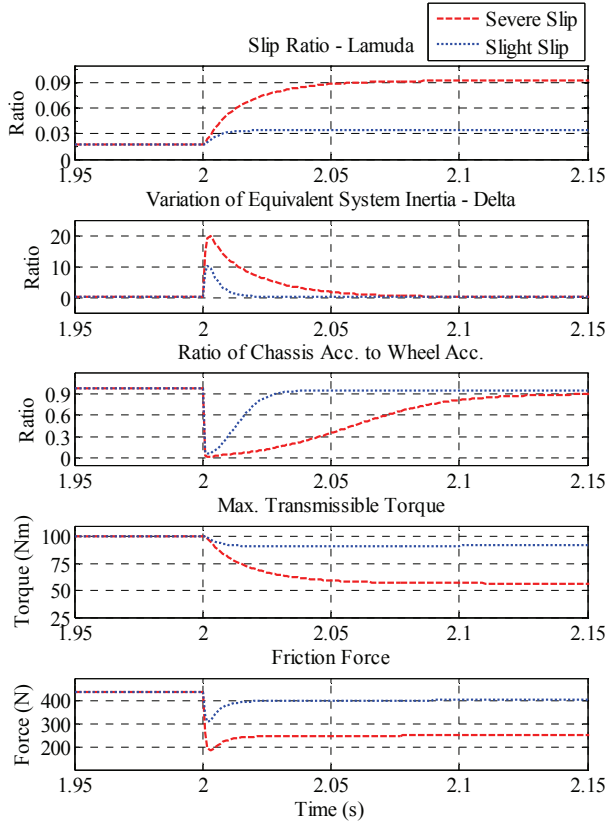 Severe Slip
Slight Slip
Slip Ratio - Lamuda
0.09
0.06
0.03
0
Ratio
1.95 2 2.05 2.1 2.15
Variation of Equivalent System Inertia - Delta
20
10
0
Ratio
1.95 2 2.05 2.1 2.15
Ratio of Chassis Acc. to Wheel Acc.
0.9
0.6
0.3
0
Ratio
1.95 2 2.05 2.1 2.15
Max. Transmissible Torque
100
75
50
25
Torque (Nm)
1.95 2 2.05 2.1 2.15
Friction Force
400
300
200
Force (N)
1.95 2 2.05 2.1 2.15
Time (s)